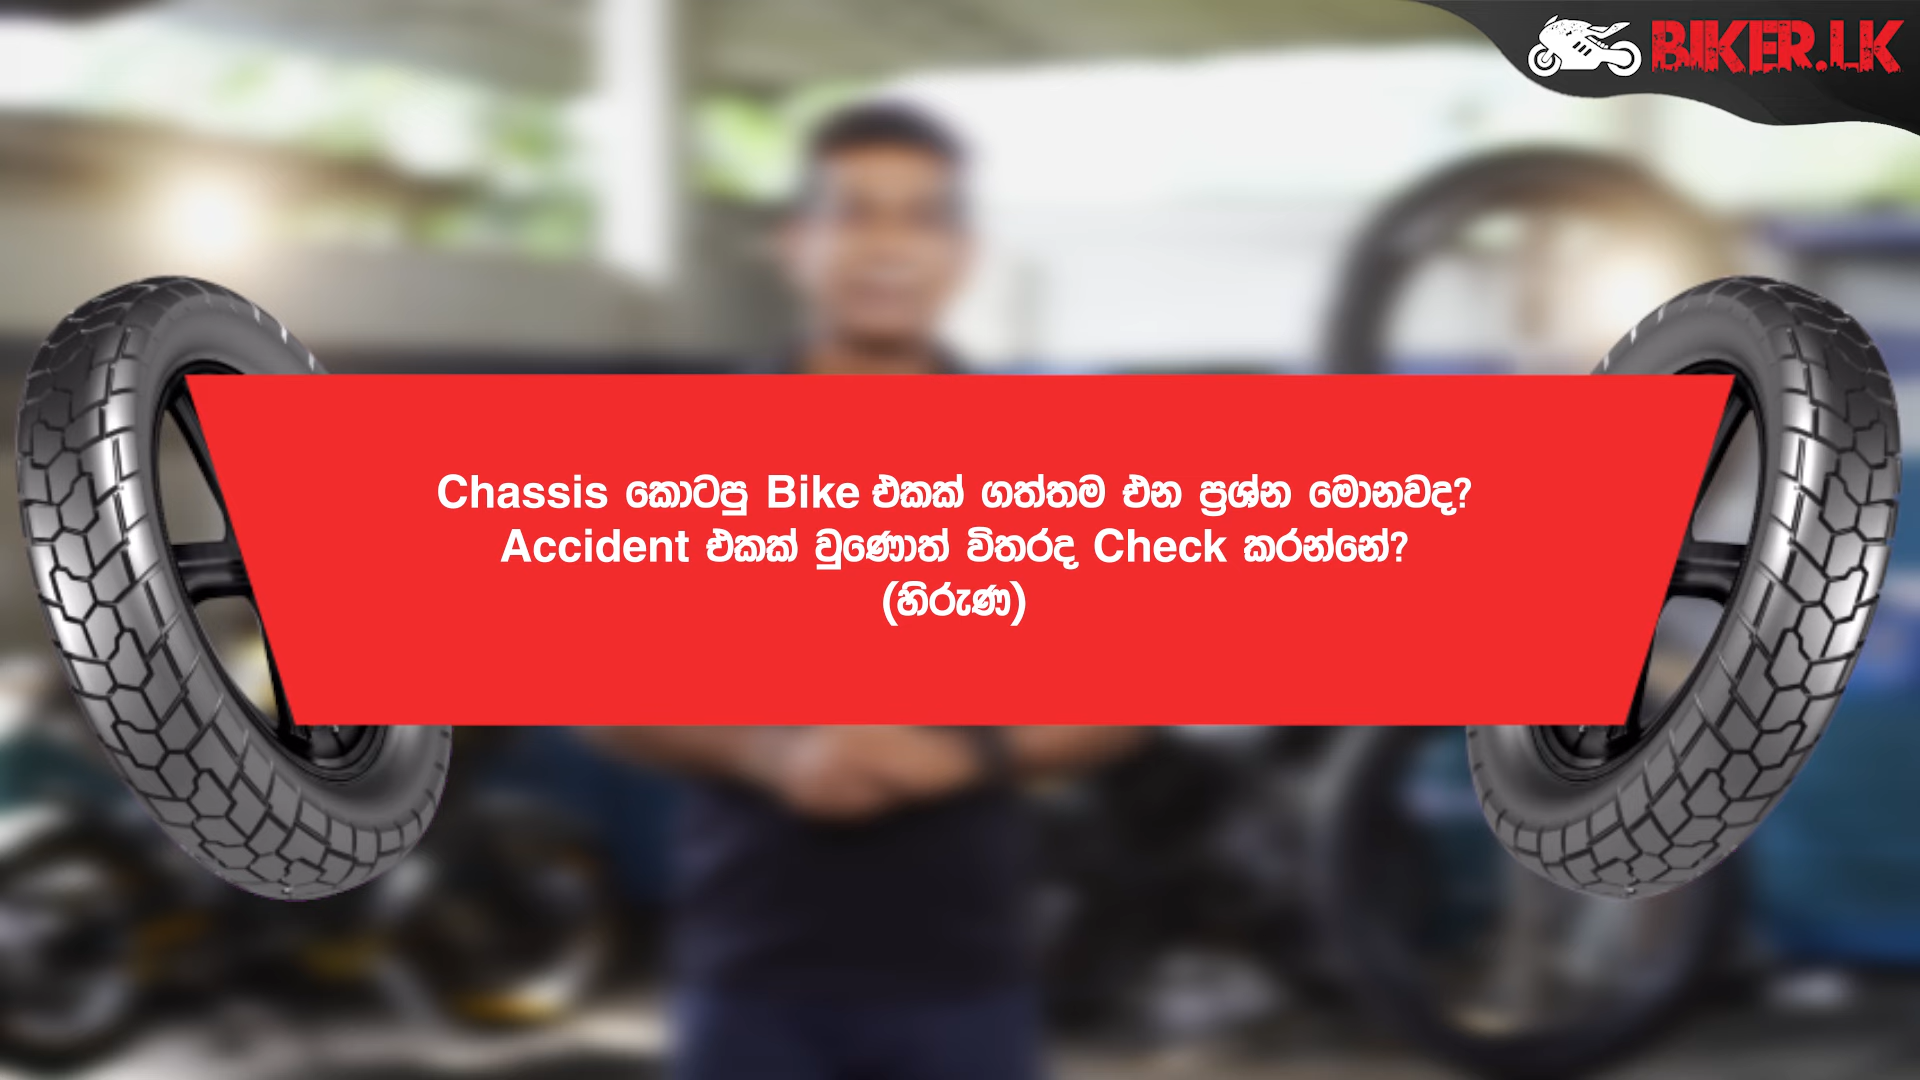 BIKER.LK
Chassis කොටපු Bike එකක් ගත්තම එන ප්‍රශ්න මොනවද?
Accident එකක් වුණොත් විතරද Check කරන්නේ?
(හිරුණ)